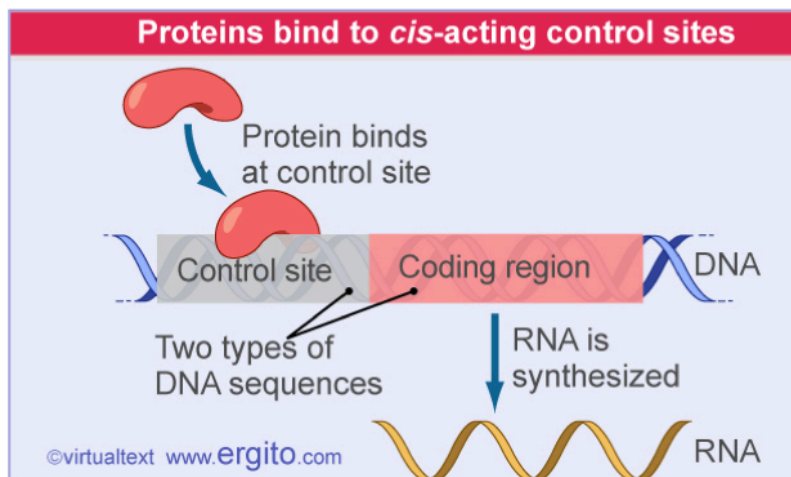 Proteins bind to cis-acting control sites
Protein binds
at control site
Control site
Coding region
DNA
Two types of
DNA sequences
RNA is
synthesized
RNA
©virtualtext www.ergito.com